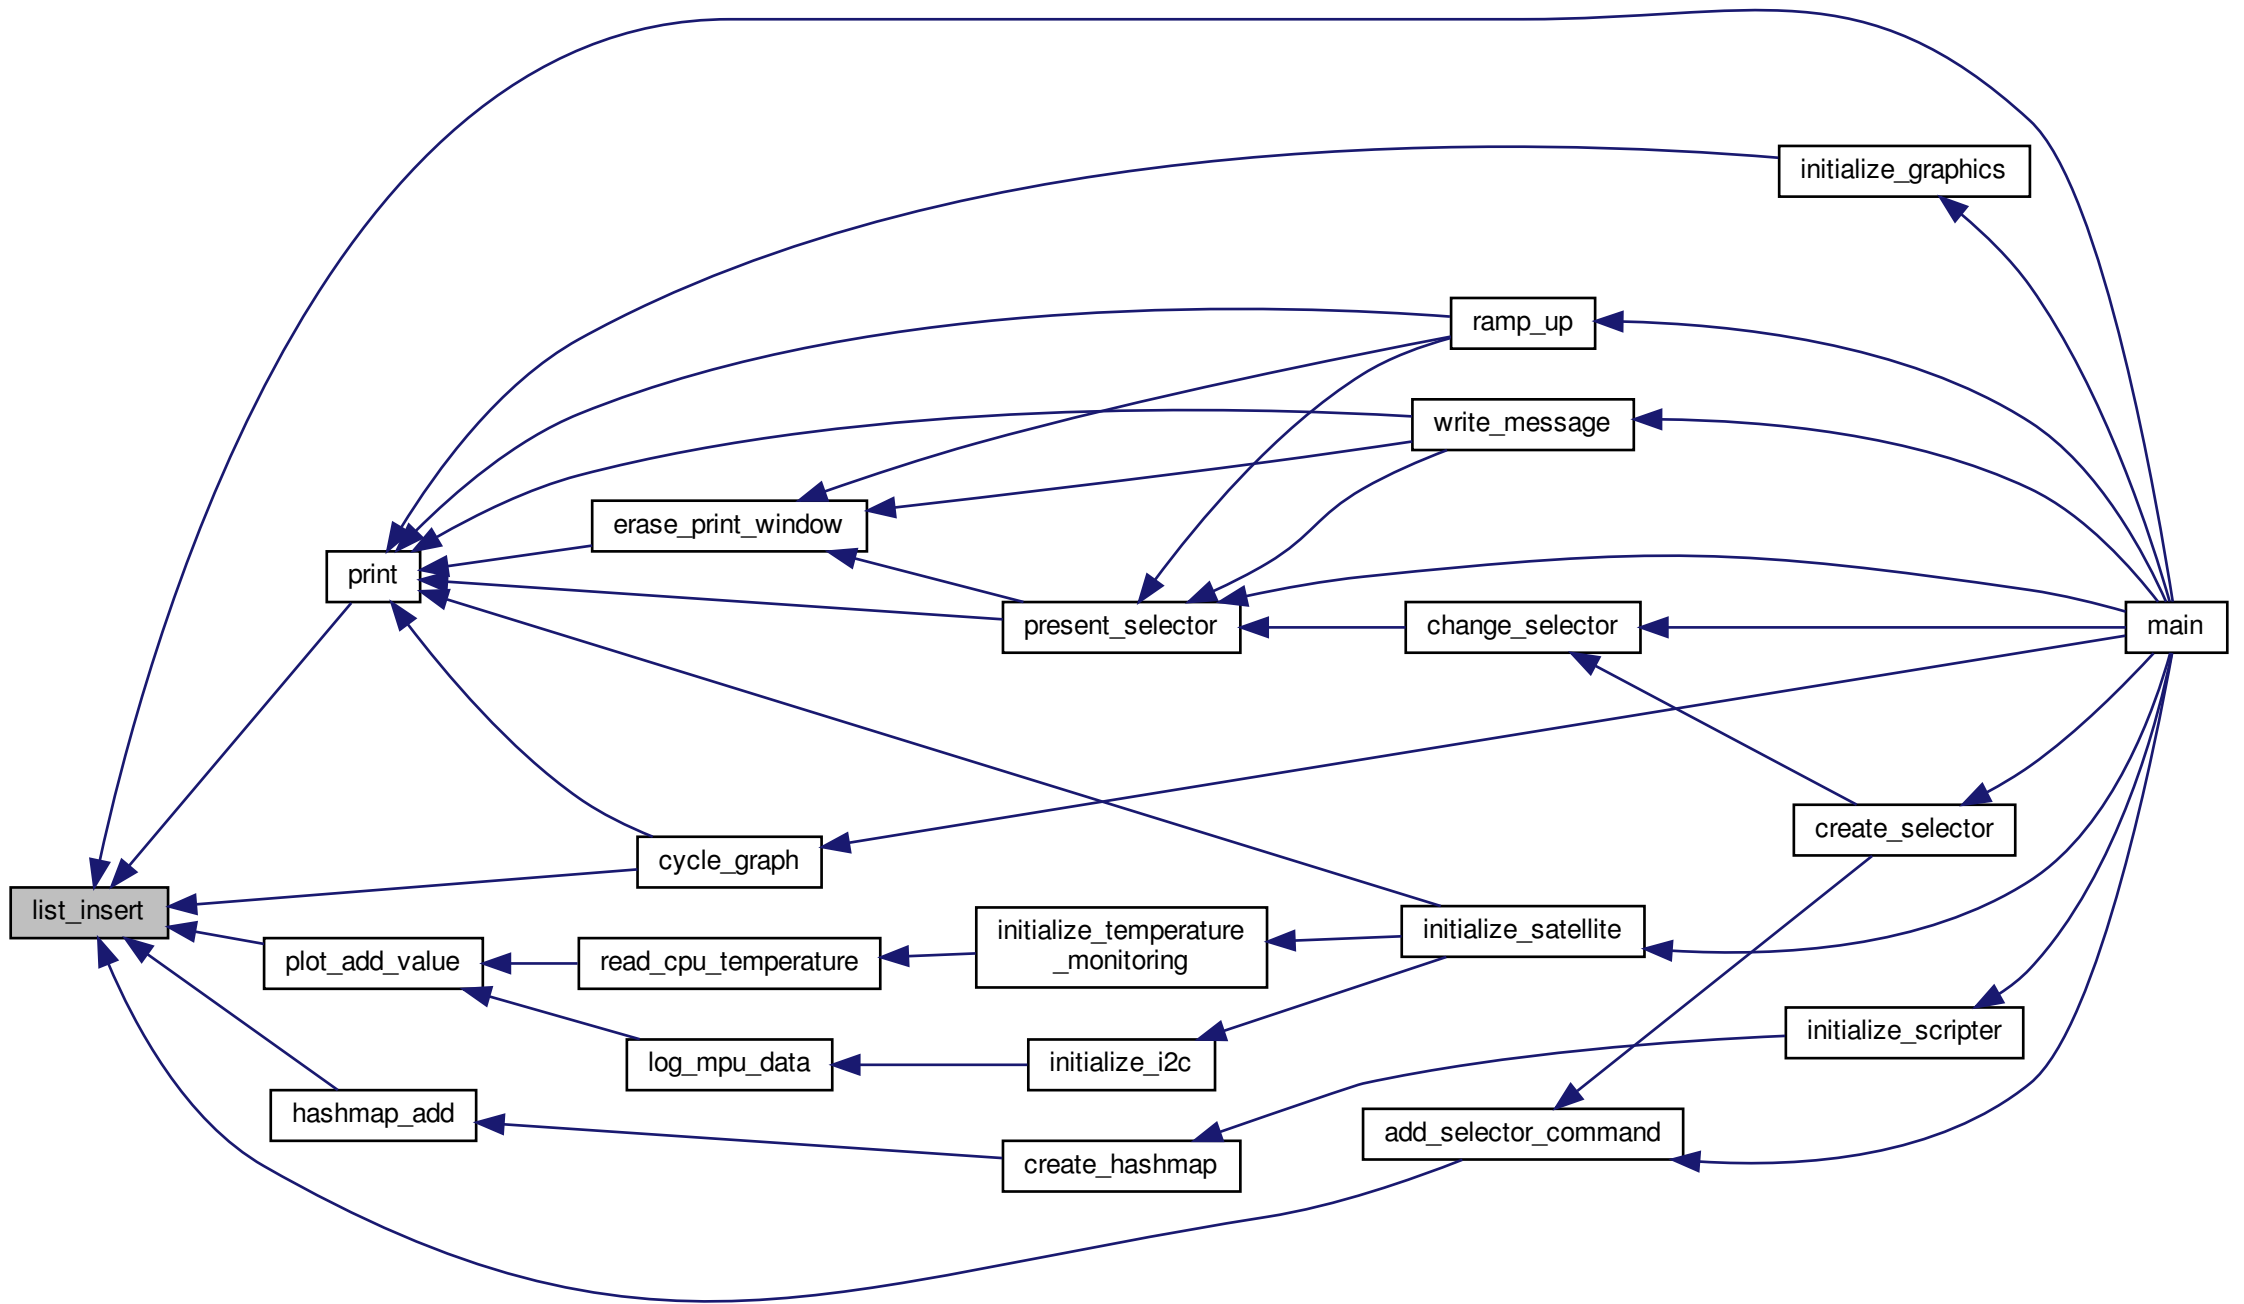 initialize_graphics
ramp_up
write_message
erase_print_window
print
present_selector
change_selector
main
create_selector
cycle_graph
list_insert
initialize_temperature
_monitoring
initialize_satellite
plot_add_value
read_cpu_temperature
initialize_scripter
log_mpu_data
initialize_i2c
hashmap_add
add_selector_command
create_hashmap